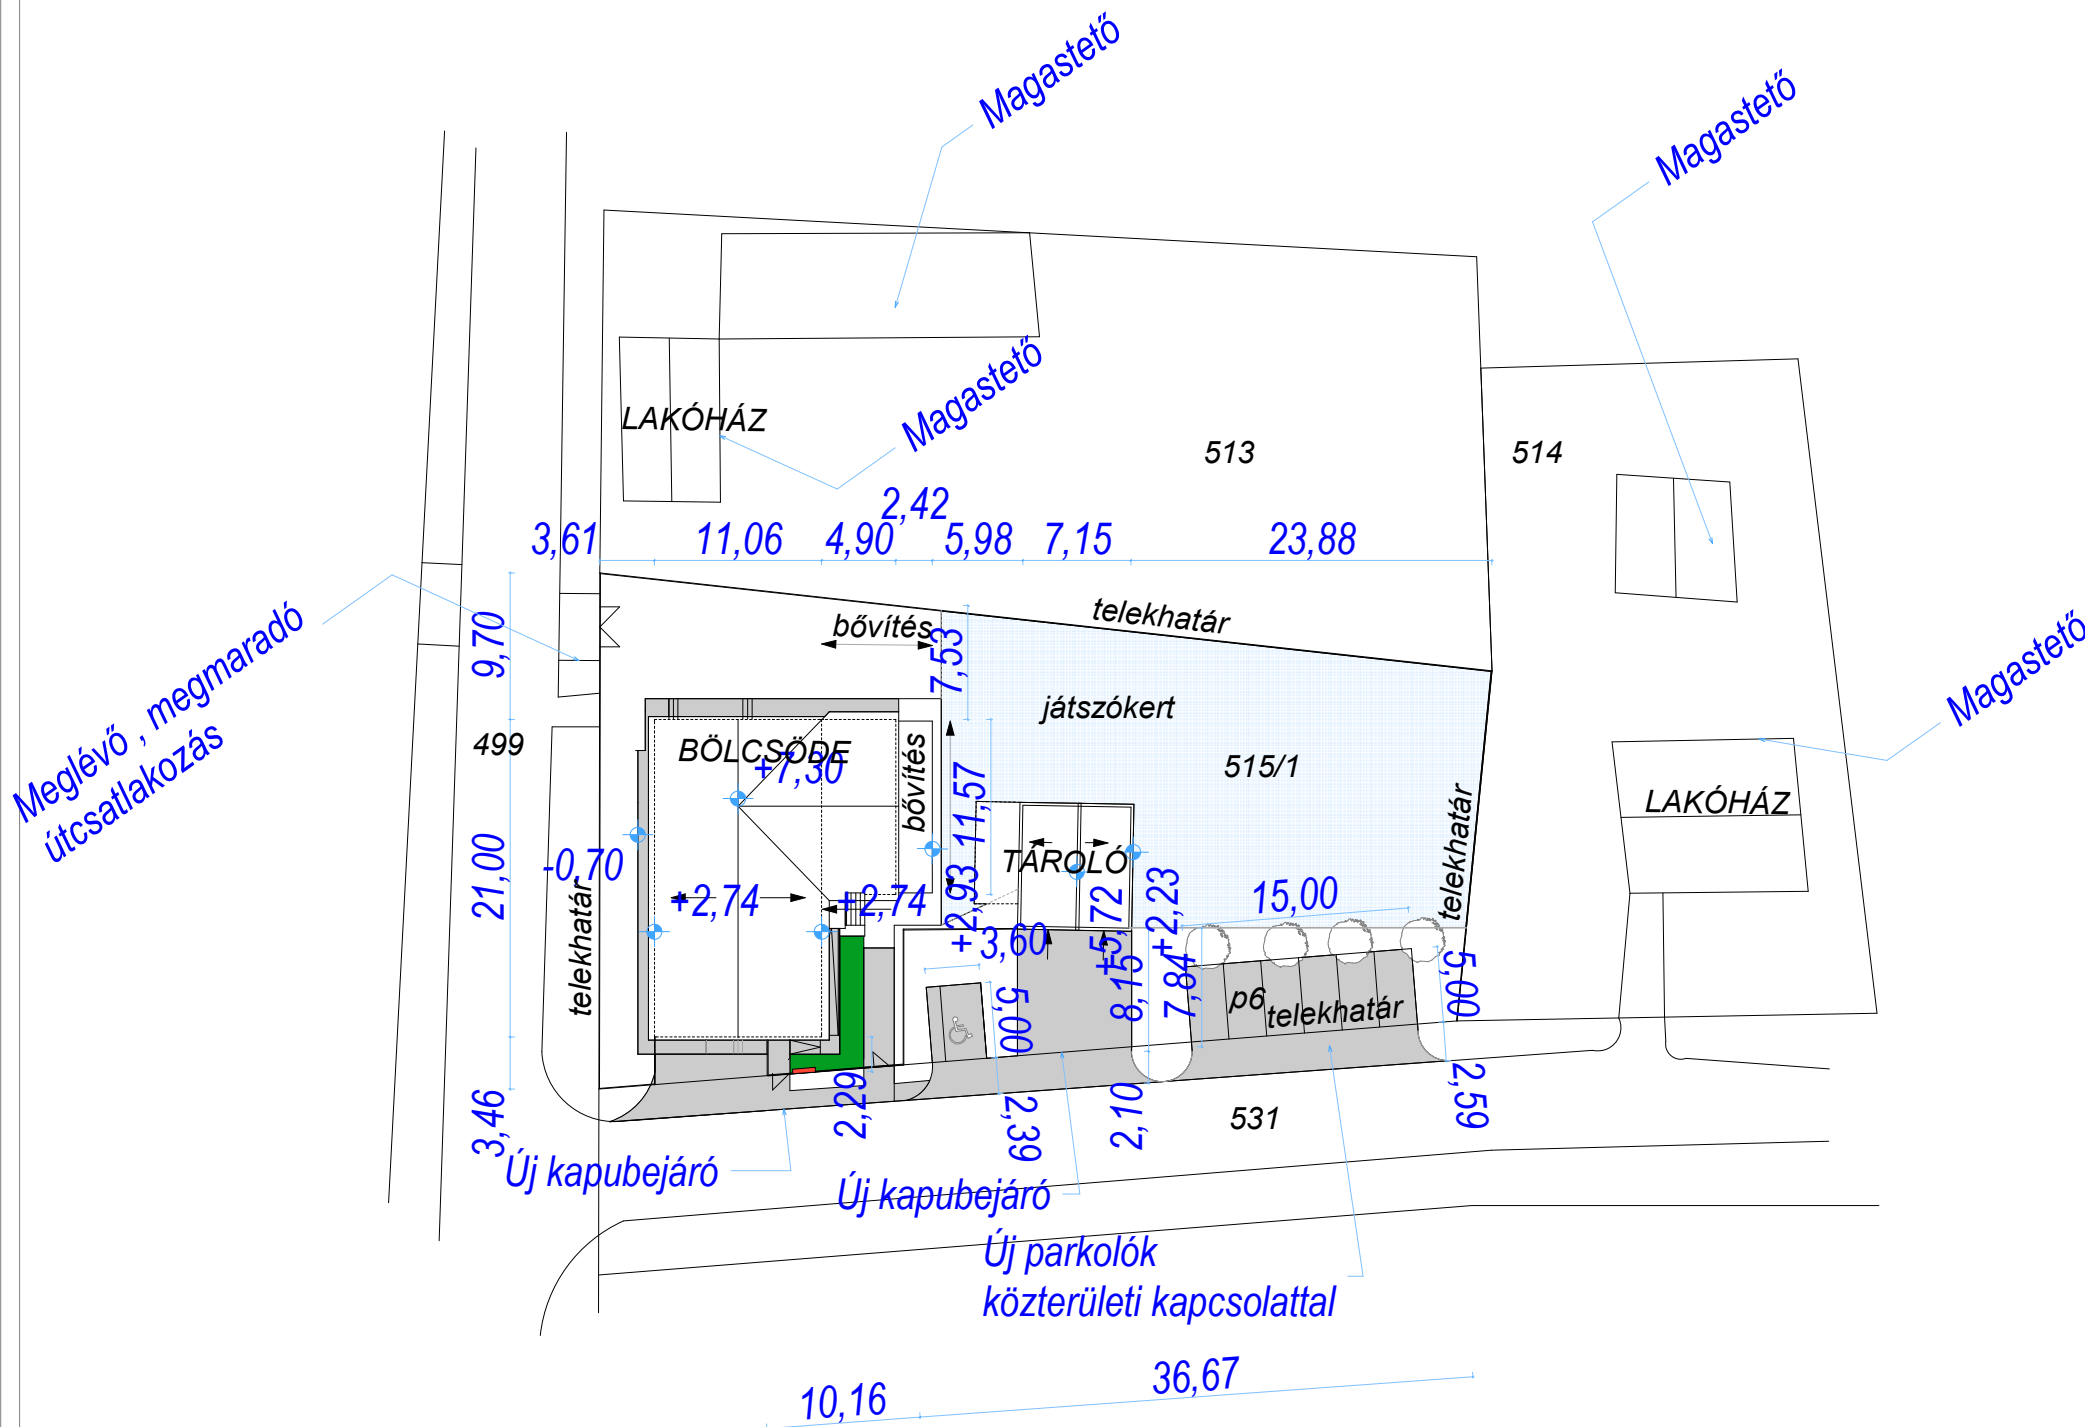 Magastető
Magastető
LAKÓHÁZ
Magastető
513
514
2,42
3,61
11,06
4,90
5,98
7,15
23,88
telekhatár
bővítés
9,70
7,53
Meglévő , megmaradó
útcsatlakozás
Magastető
499
BÖLCSŐDE
+7,30
játszókert
515/1
bővítés
11,57
telekhatár
LAKÓHÁZ
TÁROLÓ
-0,70
21,00
telekhatár
+2,74
+2,74
+2,93
+3,60
+5,72
+2,23
15,00
8,15
7,84
5,00
5,00
p6
telekhatár
3,46
2,29
2,39
2,10
2,59
531
Új kapubejáró
Új kapubejáró
Új parkolók
közterületi kapcsolattal
10,16
36,67